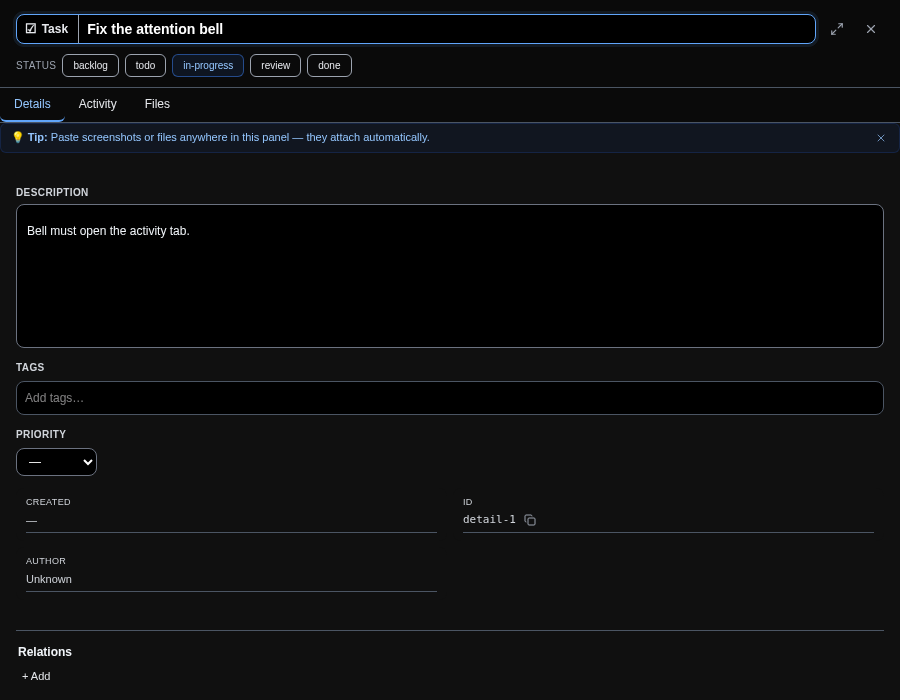 ☑ Task Fix the attention bell
STATUS backlog todo in-progress review done
Details Activity Files
💡 Tip: Paste screenshots or files anywhere in this panel — they attach automatically.
DESCRIPTION
Bell must open the activity tab.
TAGS
Add tags…
PRIORITY
—
CREATED
—
ID
detail-1
AUTHOR
Unknown
Relations
+ Add